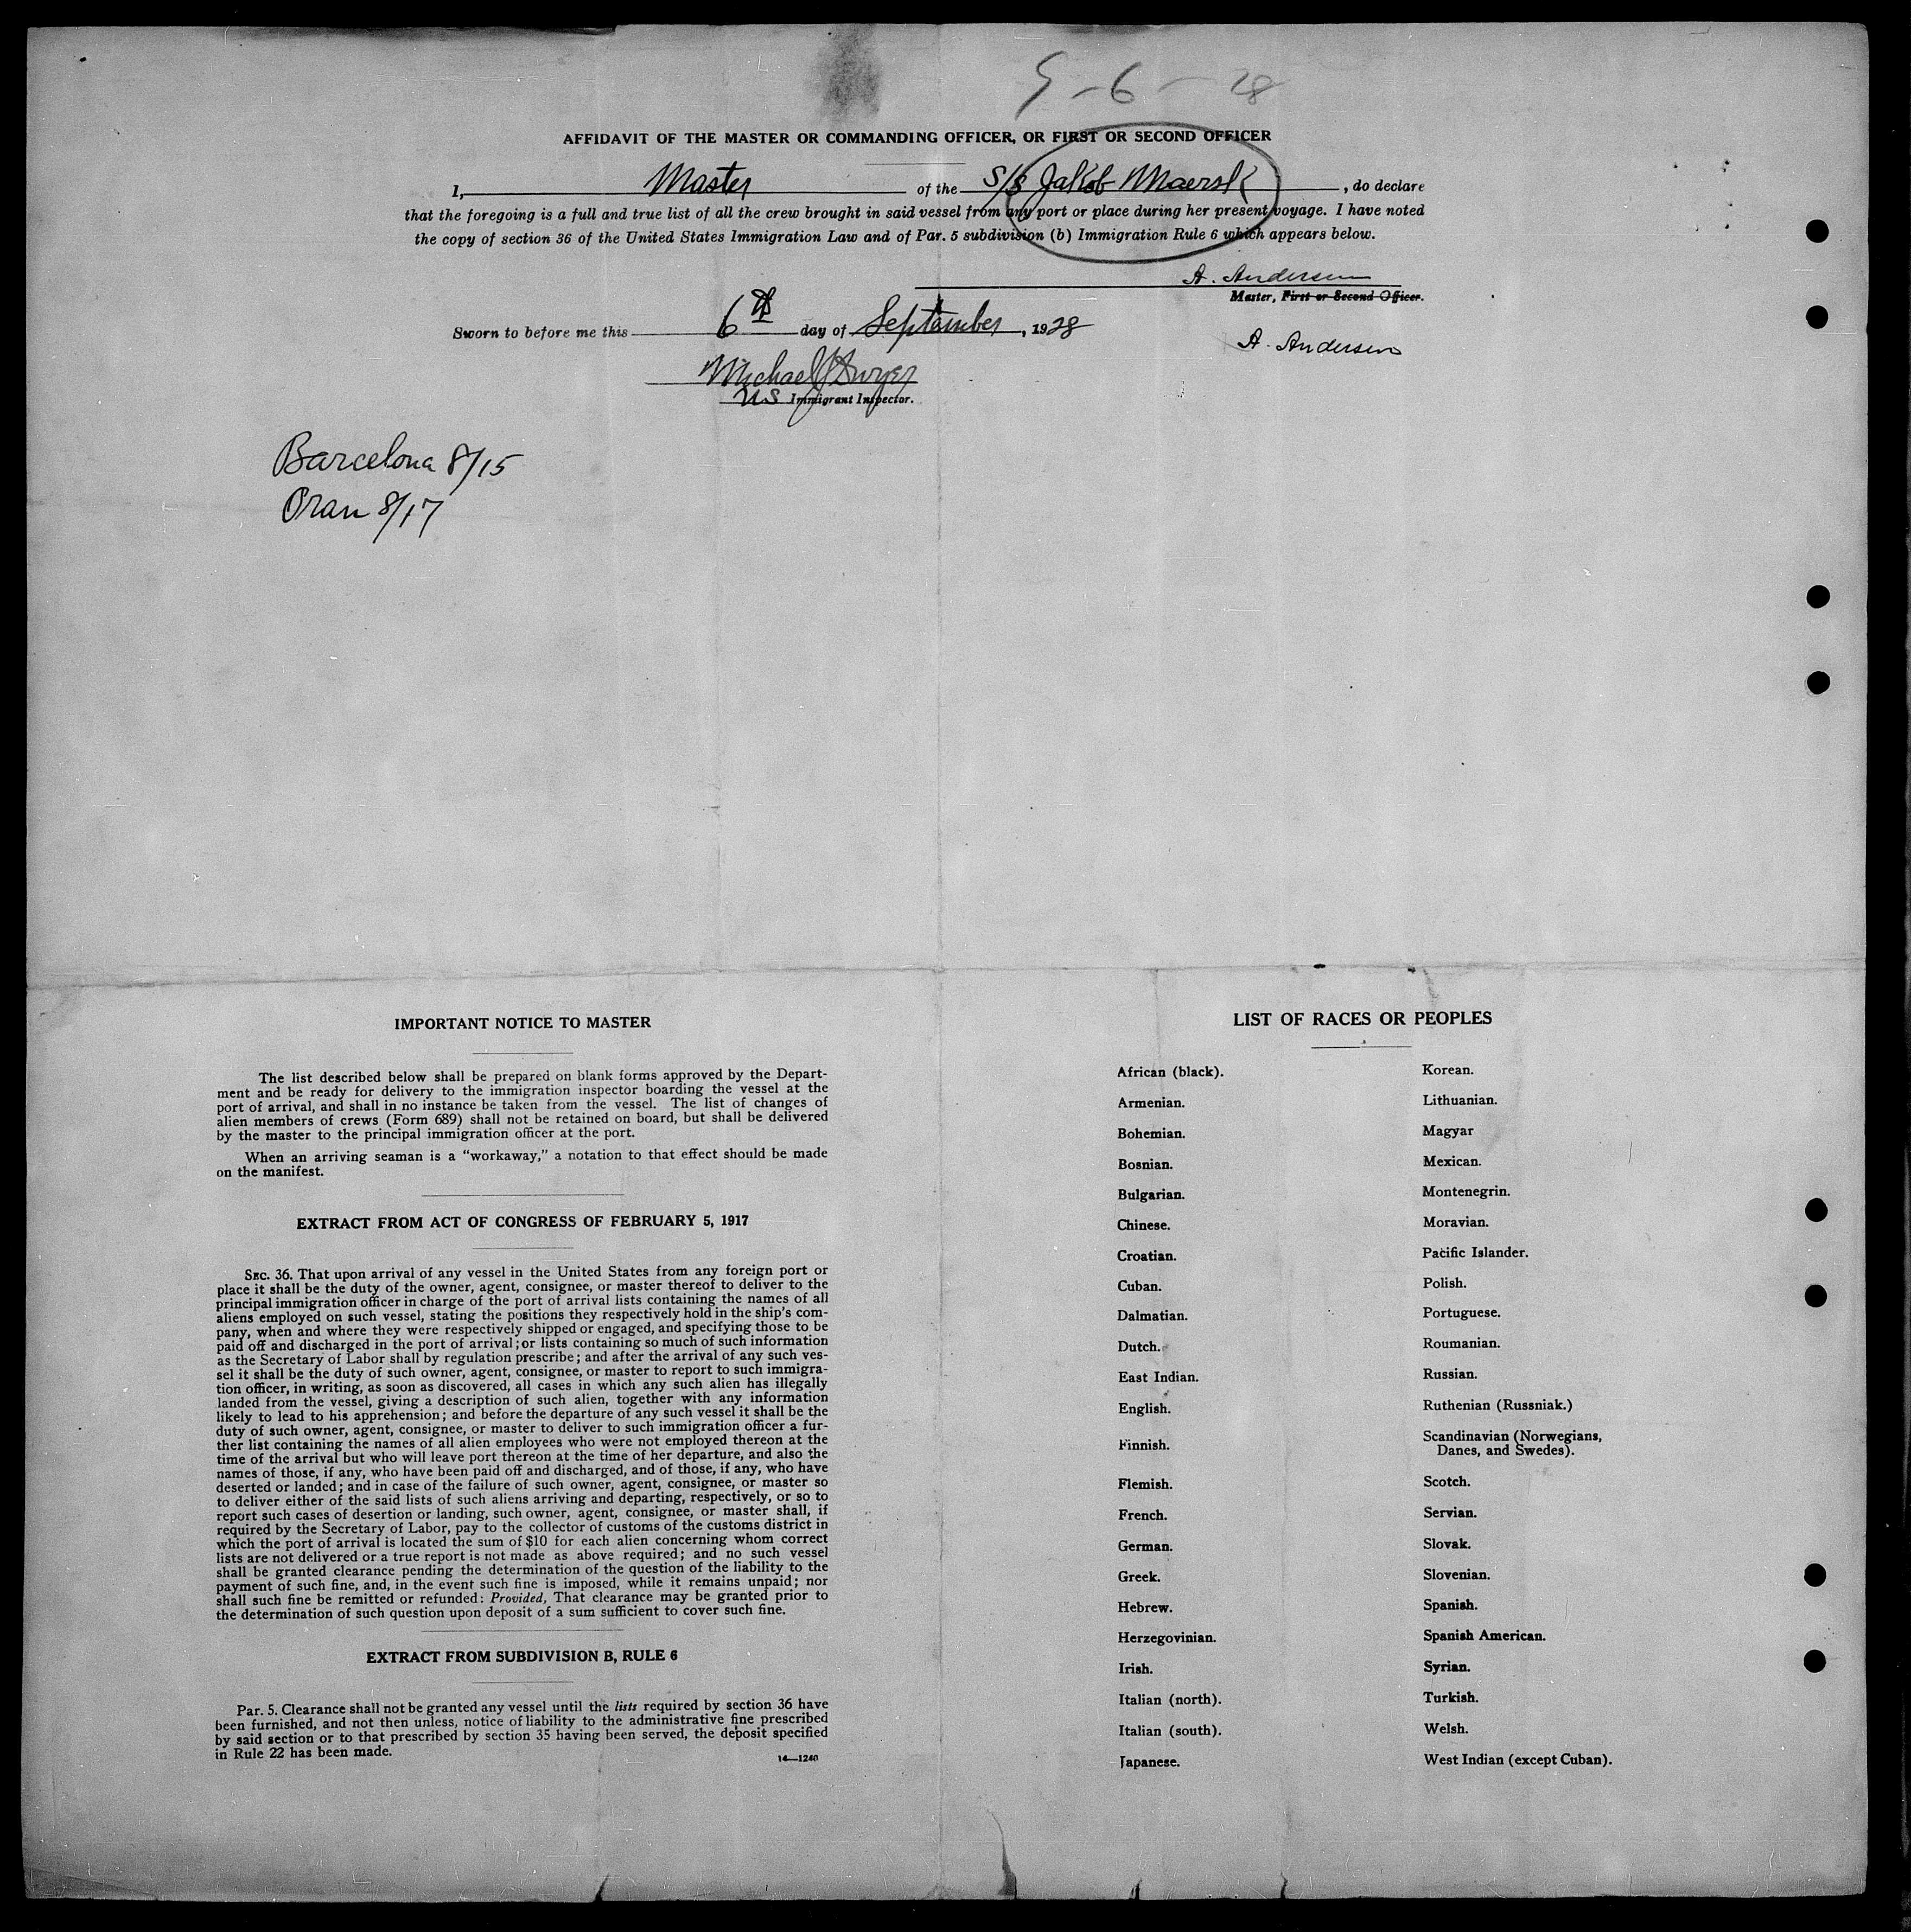 9-6-28
AFFIDAVIT OF THE MASTER OR COMMANDING OFFICER, OR FIRST OR SECOND OFFICER
I, Master of the S/S Jakob Maersk, do declare
that the foregoing is a full and true list of all the crew brought in said vessel from any port or place during her present voyage. I have noted
the copy of section 36 of the United States Immigration Law and of Par. 5 subdivision (b) Immigration Rule 6 which appears below.
A. Andersen
Master, First or Second Officer.
Sworn to before me this 6th day of September, 1928
A. Andersen
Michael J Dwyer
US Immigrant Inspector.
Barcelona 8/15
Oran 8/17
IMPORTANT NOTICE TO MASTER
The list described below shall be prepared on blank forms approved by the Depart-
ment and be ready for delivery to the immigration inspector boarding the vessel at the
port of arrival, and shall in no instance be taken from the vessel. The list of changes of
alien members of crews (Form 689) shall not be retained on board, but shall be delivered
by the master to the principal immigration officer at the port.
When an arriving seaman is a "workaway," a notation to that effect should be made
on the manifest.
EXTRACT FROM ACT OF CONGRESS OF FEBRUARY 5, 1917
SEC. 36. That upon arrival of any vessel in the United States from any foreign port or
place it shall be the duty of the owner, agent, consignee, or master thereof to deliver to the
principal immigration officer in charge of the port of arrival lists containing the names of all
aliens employed on such vessel, stating the positions they respectively hold in the ship's com-
pany, when and where they were respectively shipped or engaged, and specifying those to be
paid off and discharged in the port of arrival; or lists containing so much of such information
as the Secretary of Labor shall by regulation prescribe; and after the arrival of any such ves-
sel it shall be the duty of such owner, agent, consignee, or master to report to such immigra-
tion officer, in writing, as soon as discovered, all cases in which any such alien has illegally
landed from the vessel, giving a description of such alien, together with any information
likely to lead to his apprehension; and before the departure of any such vessel it shall be the
duty of such owner, agent, consignee, or master to deliver to such immigration officer a fur-
ther list containing the names of all alien employees who were not employed thereon at the
time of the arrival but who will leave port thereon at the time of her departure, and also the
names of those, if any, who have been paid off and discharged, and of those, if any, who have
deserted or landed; and in case of the failure of such owner, agent, consignee, or master so
to deliver either of the said lists of such aliens arriving and departing, respectively, or so to
report such cases of desertion or landing, such owner, agent, consignee, or master shall, if
required by the Secretary of Labor, pay to the collector of customs of the customs district in
which the port of arrival is located the sum of $10 for each alien concerning whom correct
lists are not delivered or a true report is not made as above required; and no such vessel
shall be granted clearance pending the determination of the question of the liability to the
payment of such fine, and, in the event such fine is imposed, while it remains unpaid; nor
shall such fine be remitted or refunded: Provided, That clearance may be granted prior to
the determination of such question upon deposit of a sum sufficient to cover such fine.
EXTRACT FROM SUBDIVISION B, RULE 6
Par. 5. Clearance shall not be granted any vessel until the lists required by section 36 have
been furnished, and not then unless, notice of liability to the administrative fine prescribed
by said section or to that prescribed by section 35 having been served, the deposit specified
in Rule 22 has been made.
14—1240
LIST OF RACES OR PEOPLES
African (black).
Armenian.
Bohemian.
Bosnian.
Bulgarian.
Chinese.
Croatian.
Cuban.
Dalmatian.
Dutch.
East Indian.
English.
Finnish.
Flemish.
French.
German.
Greek.
Hebrew.
Herzegovinian.
Irish.
Italian (north).
Italian (south).
Japanese.
Korean.
Lithuanian.
Magyar
Mexican.
Montenegrin.
Moravian.
Pacific Islander.
Polish.
Portuguese.
Roumanian.
Russian.
Ruthenian (Russniak.)
Scandinavian (Norwegians,
Danes, and Swedes).
Scotch.
Servian.
Slovak.
Slovenian.
Spanish.
Spanish American.
Syrian.
Turkish.
Welsh.
West Indian (except Cuban).